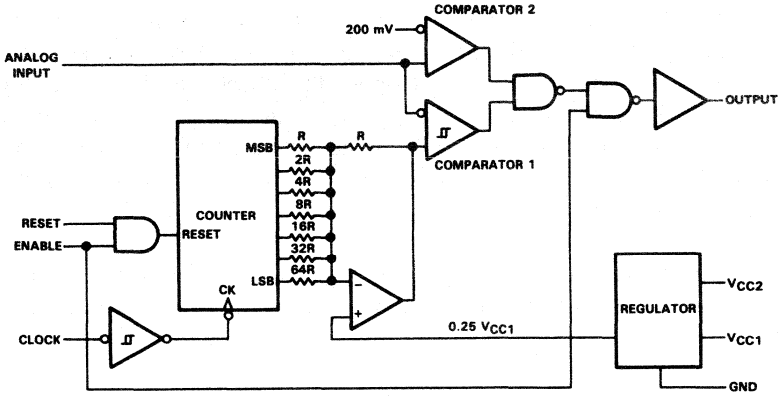 COMPARATOR 2
200 mV
ANALOG
INPUT
OUTPUT
COMPARATOR 1
MSB
R
R
2R
4R
8R
16R
32R
64R
COUNTER
RESET
RESET
ENABLE
LSB
CK
CLOCK
−
+
0.25 VCC1
REGULATOR
VCC2
VCC1
GND